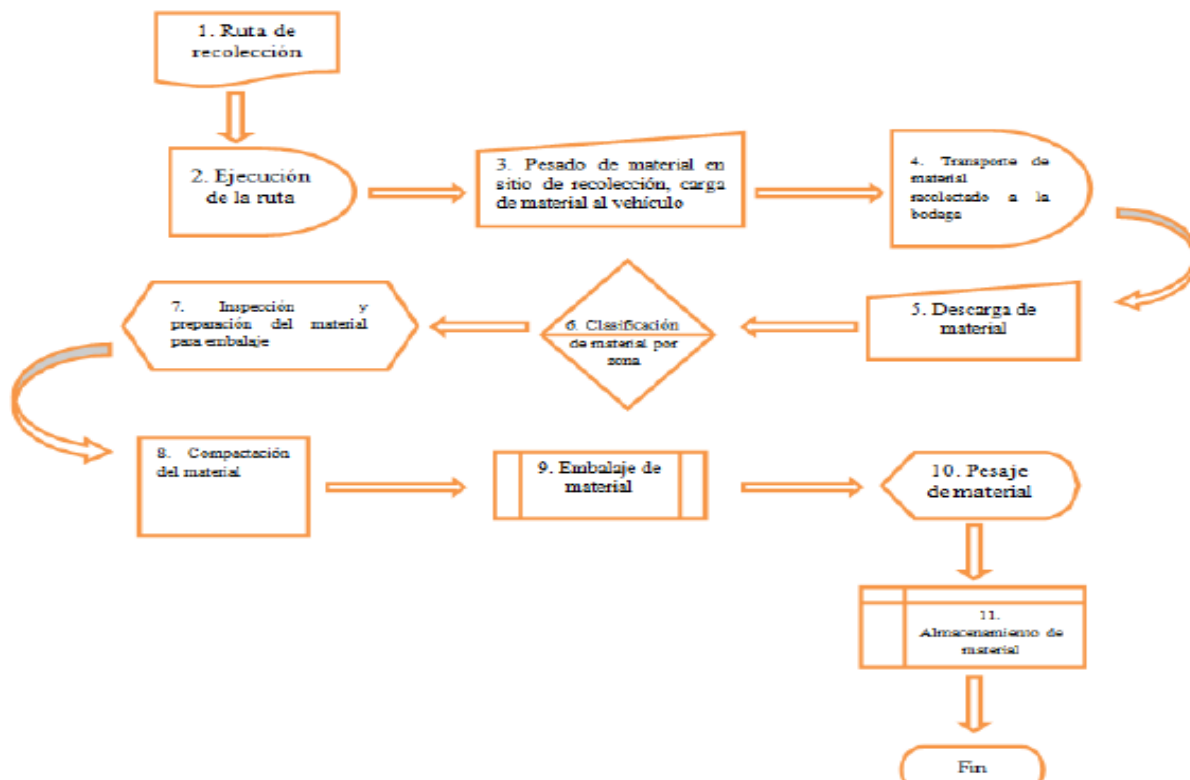 1. Ruta de
recolección
2. Ejecución
de la ruta
3. Pesado de material en
sitio de recolección, carga
de material al vehículo
4. Transporte de
material
recolectado a la
bodega
5. Descarga de
material
6. Clasificación
de material por
zona
7. Inspección y
preparación del material
para embalaje
8. Compactación
del material
9. Embalaje de
material
10. Pesaje
de material
11.
Almacenamiento de
material
Fin